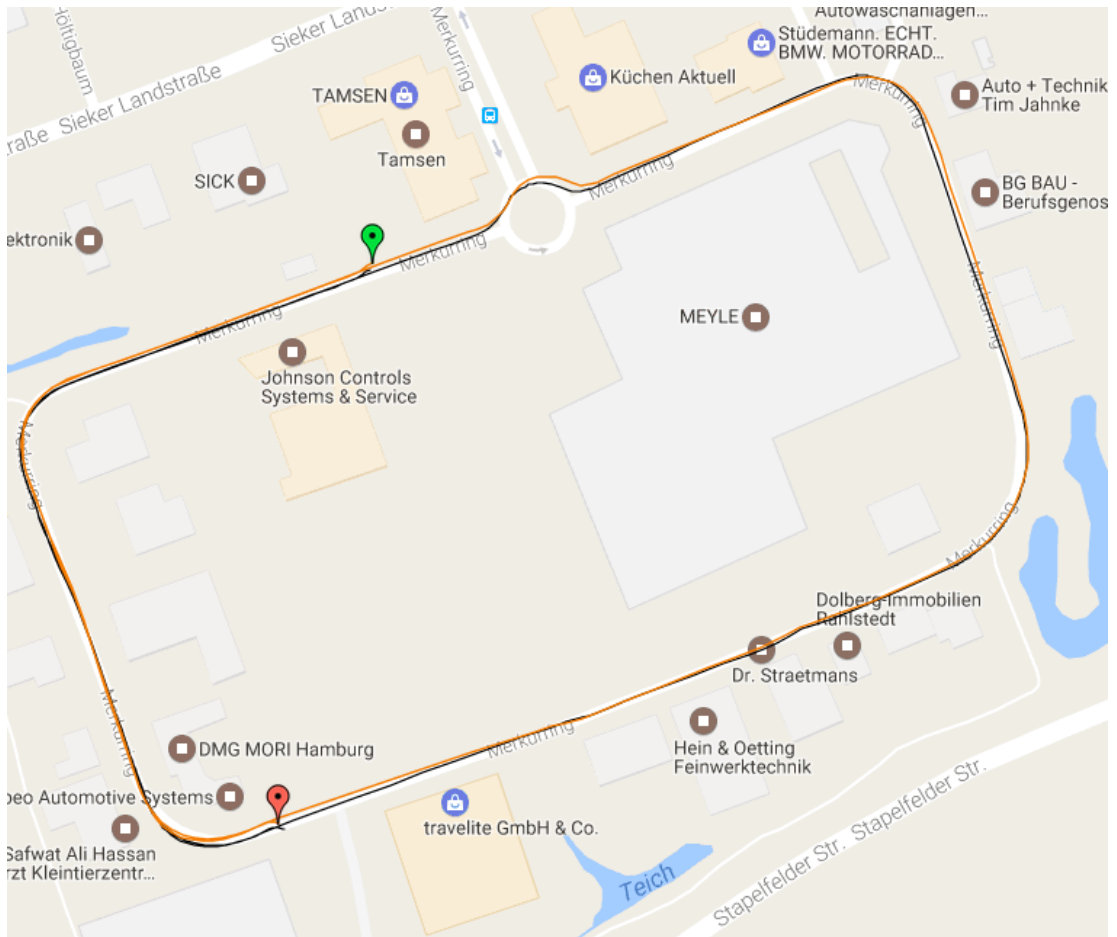 Höltigbaum
Sieker Landstraße
Sieker Landstraße
Merkurring
Autowaschanlagen...
Stüdemann. ECHT.
BMW. MOTORRAD...
Küchen Aktuell
TAMSEN
Tamsen
Auto + Technik
Tim Jahnke
SICK
Merkurring
Merkurring
BG BAU -
Berufsgenos
ektronik
Merkurring
Merkurring
Merkurring
MEYLE
Johnson Controls
Systems & Service
Merkurring
Merkurring
Dolberg-Immobilien
Rahlstedt
Dr. Straetmans
Merkurring
Merkurring
DMG MORI Hamburg
Hein & Oetting
Feinwerktechnik
beo Automotive Systems
travelite GmbH & Co.
Safwat Ali Hassan
rzt Kleintierzentr...
Teich
Stapelfelder Str.
Stapelfelder Str.